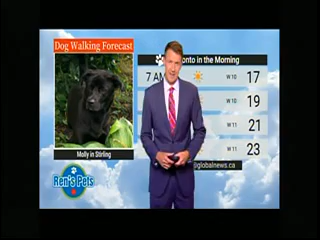 Dog Walking Forecast
onto in the Morning
7 AM
W 10 17
W 10 19
W 11 21
W 11 23
Molly in Stirling
@globalnews.ca
Ren's Pets